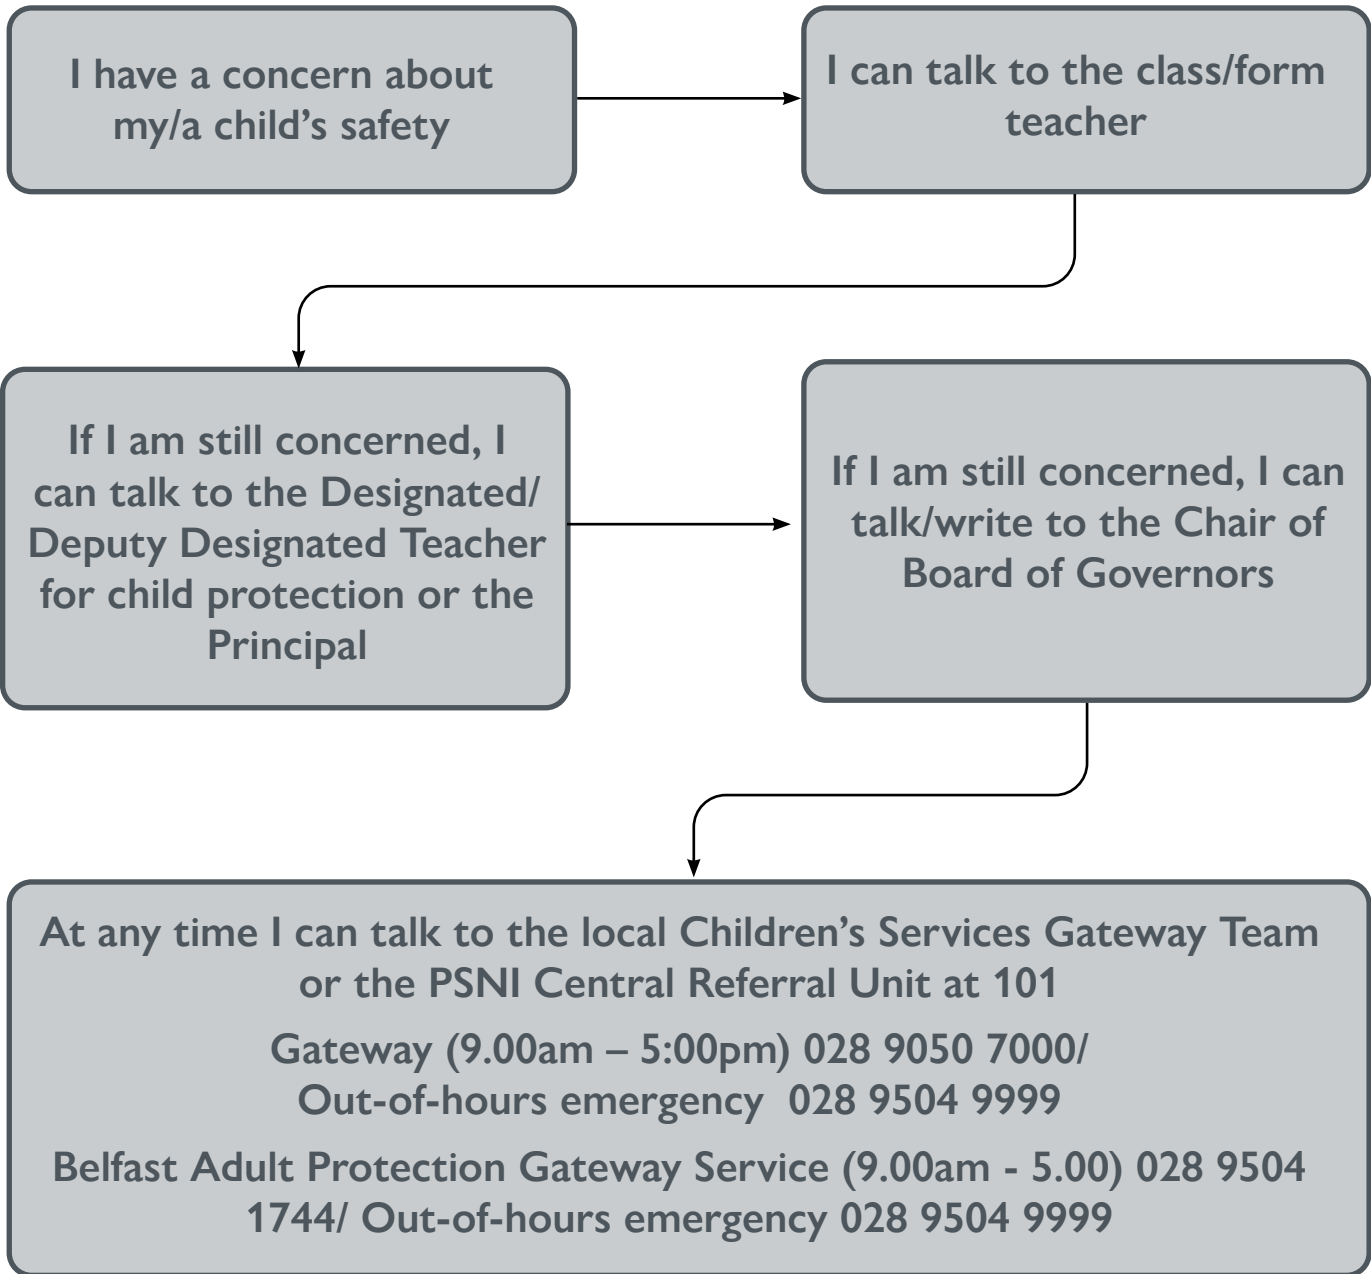 I have a concern about
my/a child’s safety
I can talk to the class/form
teacher
If I am still concerned, I
can talk to the Designated/
Deputy Designated Teacher
for child protection or the
Principal
If I am still concerned, I can
talk/write to the Chair of
Board of Governors
At any time I can talk to the local Children’s Services Gateway Team
or the PSNI Central Referral Unit at 101
Gateway (9.00am – 5:00pm) 028 9050 7000/
Out-of-hours emergency 028 9504 9999
Belfast Adult Protection Gateway Service (9.00am - 5.00) 028 9504
1744/ Out-of-hours emergency 028 9504 9999